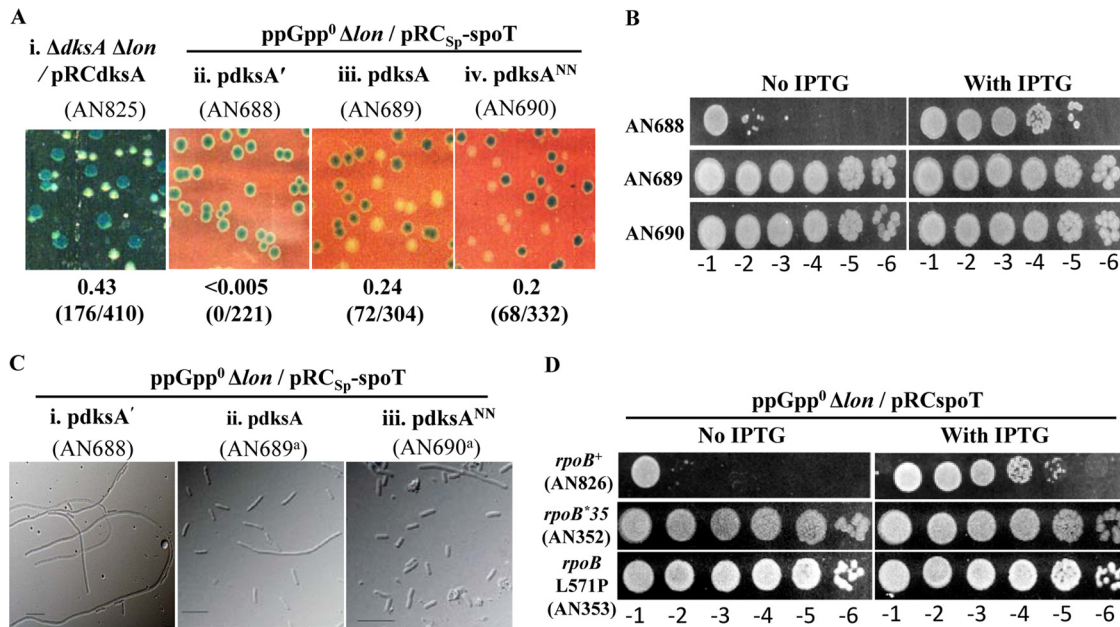 A
ppGpp⁰ Δlon / pRCSp-spoT
i. ΔdksA Δlon
/ pRCdksA
ii. pdksA′
iii. pdksA
iv. pdksANN
(AN825)
(AN688)
(AN689)
(AN690)
0.43
<0.005
0.24
0.2
(176/410)
(0/221)
(72/304)
(68/332)
B
No IPTG
With IPTG
AN688
AN689
AN690
-1 -2 -3 -4 -5 -6 -1 -2 -3 -4 -5 -6
C
ppGpp⁰ Δlon / pRCSp-spoT
i. pdksA′
ii. pdksA
iii. pdksANN
(AN688)
(AN689ᵃ)
(AN690ᵃ)
D
ppGpp⁰ Δlon / pRCspoT
No IPTG
With IPTG
rpoB⁺
(AN826)
rpoB*35
(AN352)
rpoB
L571P
(AN353)
-1 -2 -3 -4 -5 -6 -1 -2 -3 -4 -5 -6